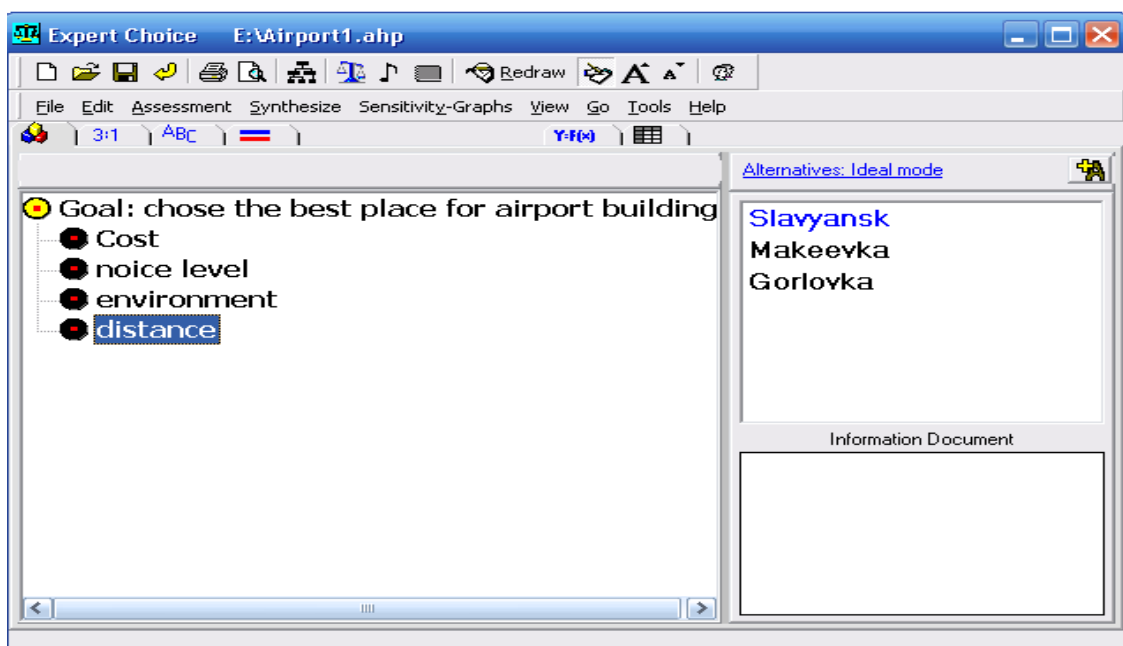 Expert Choice E:\Airport1.ahp
Redraw A A
File Edit Assessment Synthesize Sensitivity-Graphs View Go Tools Help
3:1 ABC Y=F(x)
Alternatives: Ideal mode
Goal: chose the best place for airport building
Cost
noice level
environment
distance
Slavyansk
Makeevka
Gorlovka
Information Document